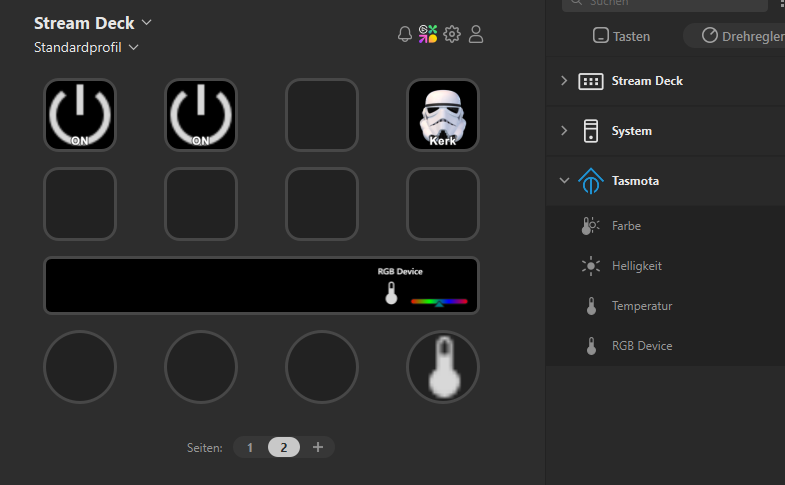 Stream Deck
Standardprofil
Suchen
Tasten
Drehregler
ON
ON
Kerk
RGB Device
Seiten:
1
2
+
Stream Deck
System
Tasmota
Farbe
Helligkeit
Temperatur
RGB Device